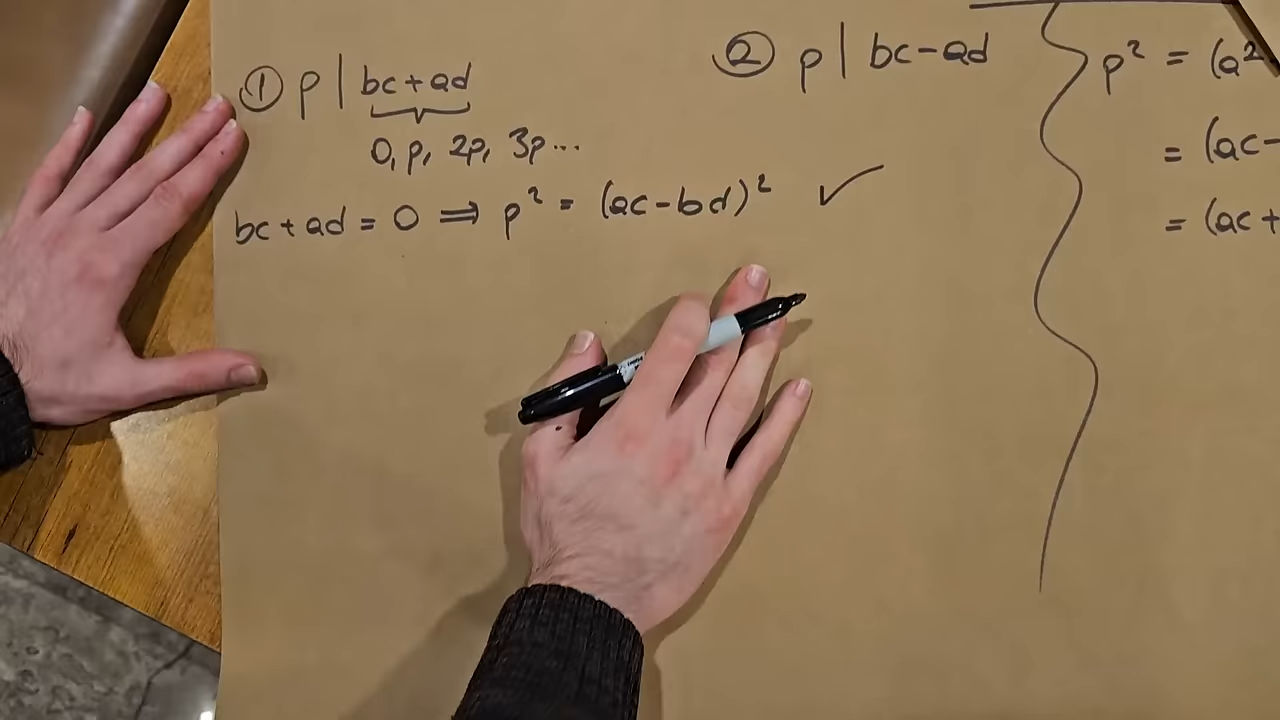 ① p | bc+ad
0, p, 2p, 3p...
bc + ad = 0 ⟹ p² = (ac-bd)² ✓
② p | bc-ad
p² = (a²
= (ac-
= (ac+